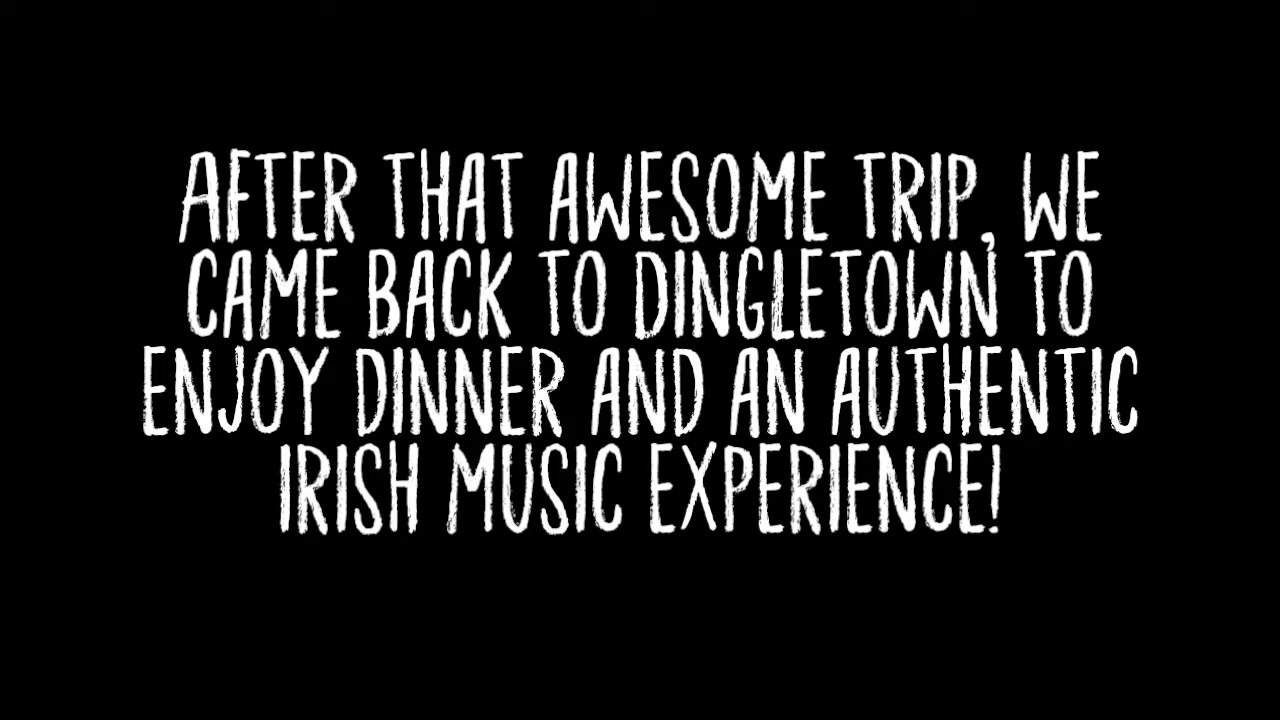 AFTER THAT AWESOME TRIP, WE
CAME BACK TO DINGLETOWN TO
ENJOY DINNER AND AN AUTHENTIC
IRISH MUSIC EXPERIENCE!